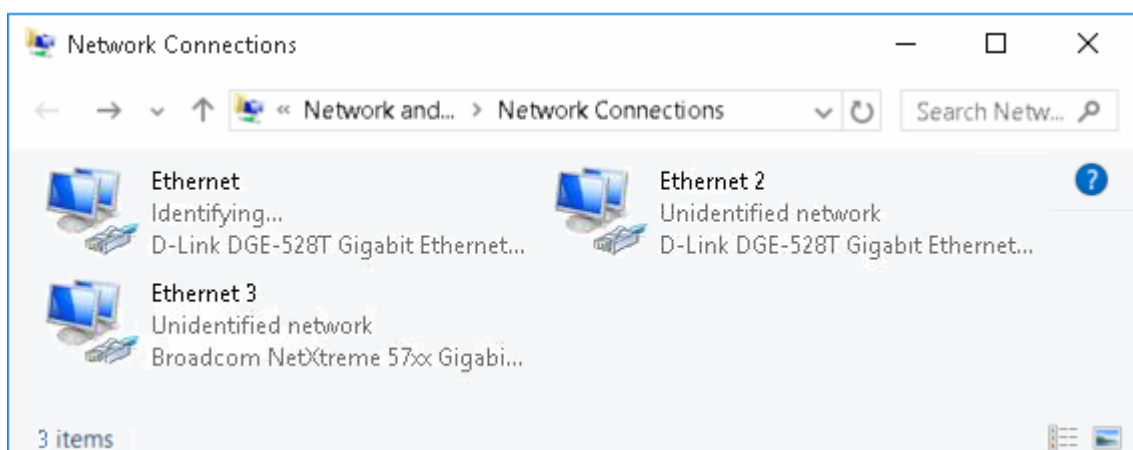 Network Connections
« Network and... > Network Connections
Search Netw...
Ethernet
Identifying...
D-Link DGE-528T Gigabit Ethernet...
Ethernet 2
Unidentified network
D-Link DGE-528T Gigabit Ethernet...
Ethernet 3
Unidentified network
Broadcom NetXtreme 57xx Gigabi...
?
3 items